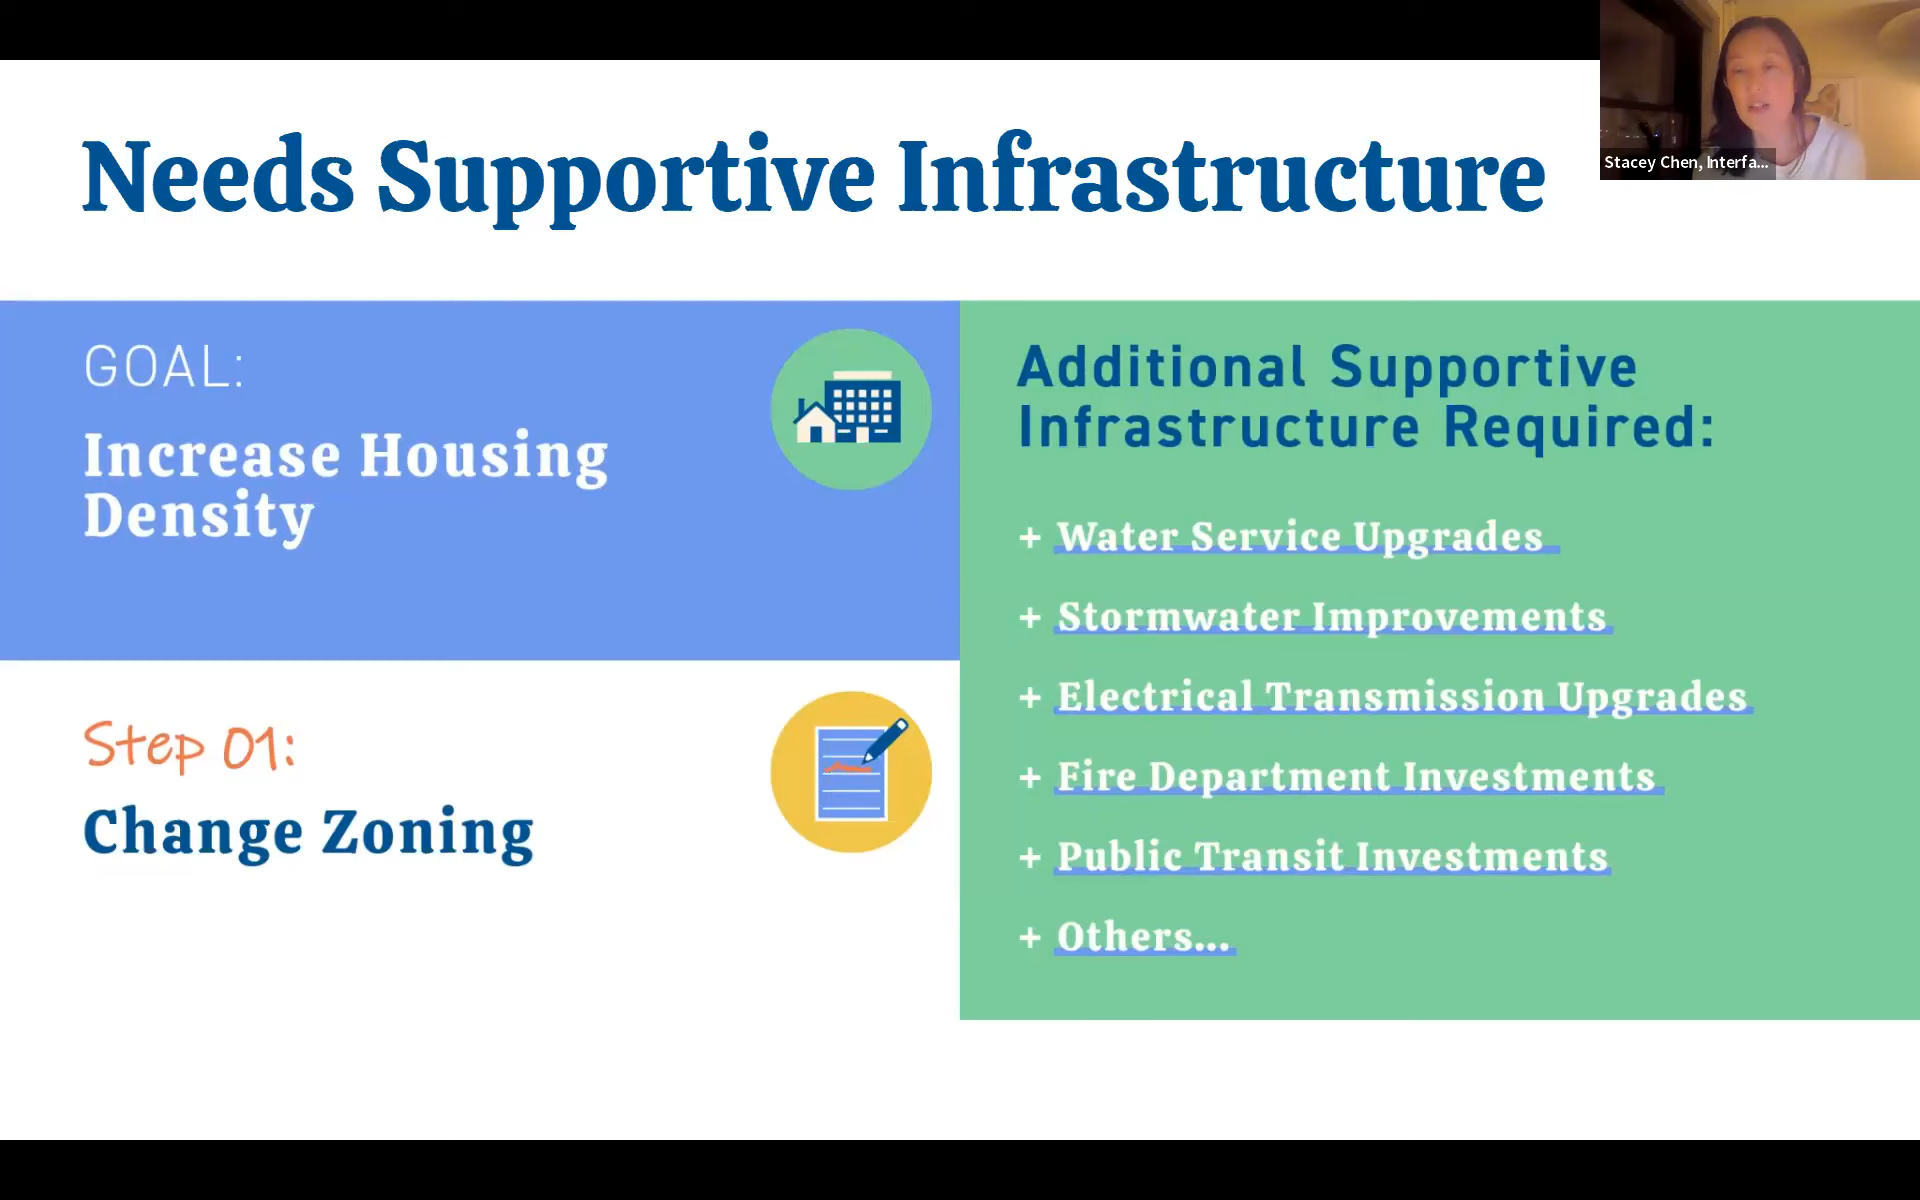 Needs Supportive Infrastructure
Stacey Chen, Interfa...
GOAL:
Increase Housing
Density
Step 01:
Change Zoning
Additional Supportive
Infrastructure Required:
+ Water Service Upgrades
+ Stormwater Improvements
+ Electrical Transmission Upgrades
+ Fire Department Investments
+ Public Transit Investments
+ Others...